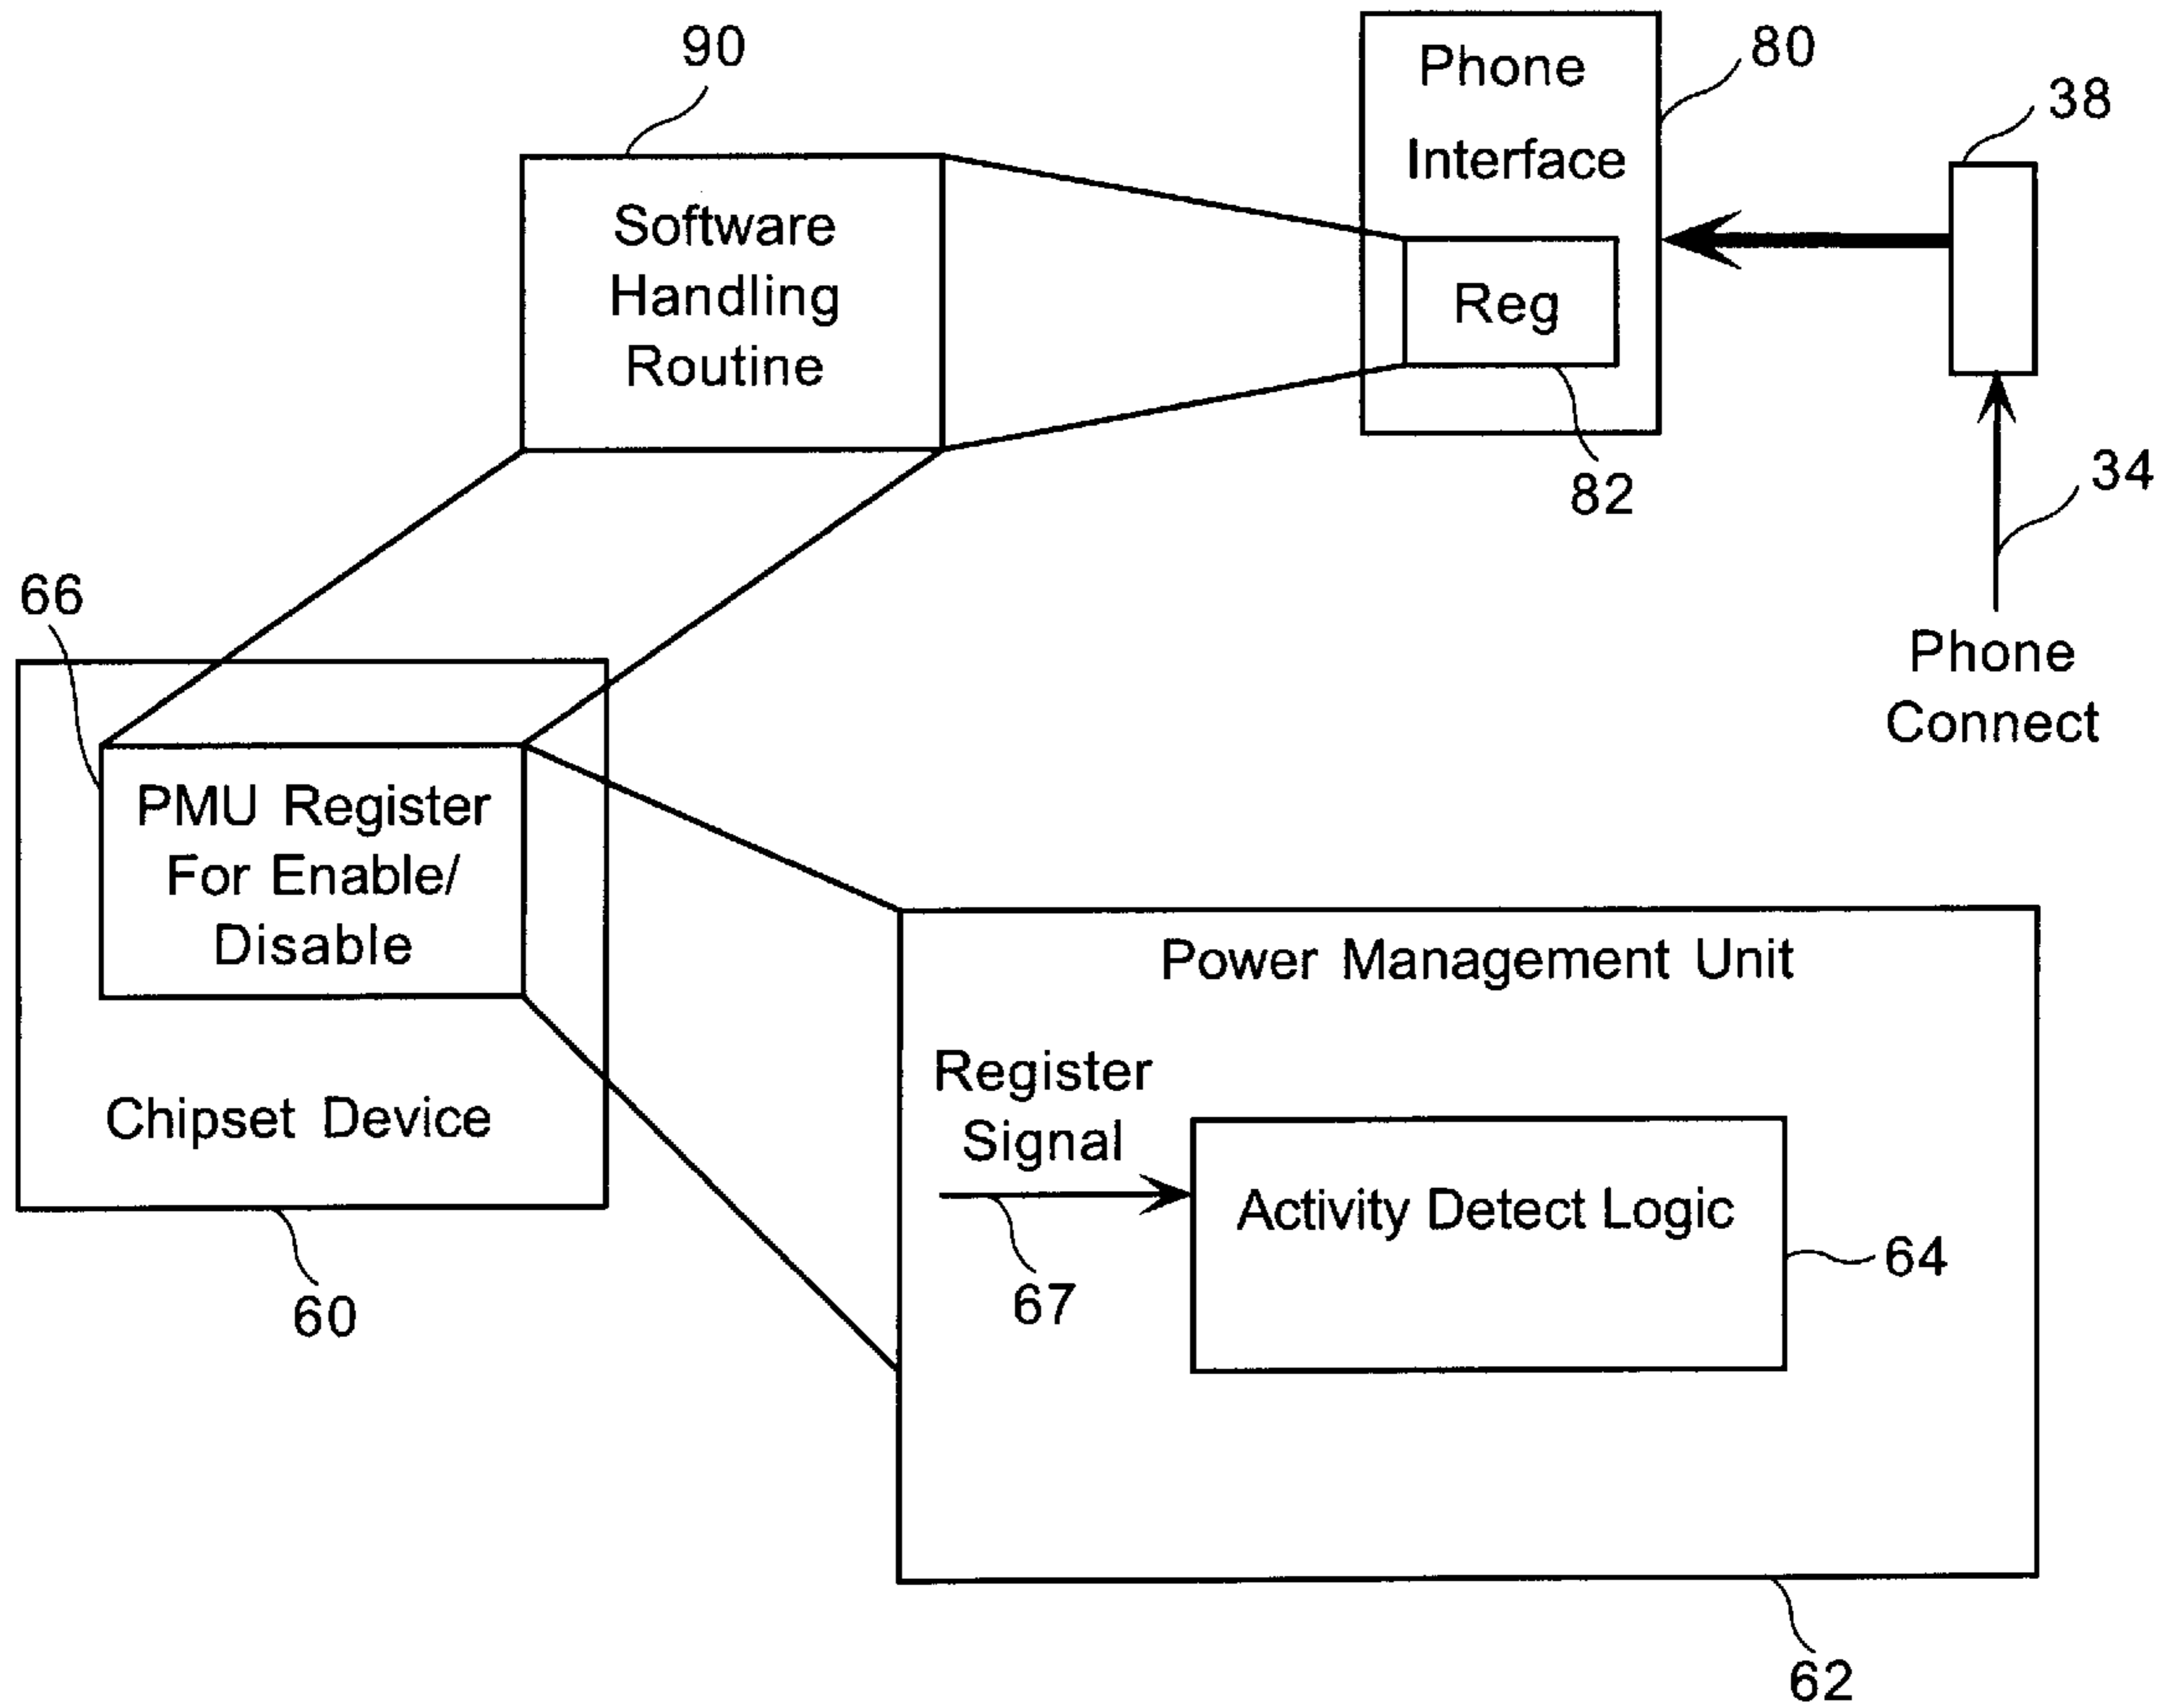 90
Phone
Interface
80
38
Software
Handling
Routine
Reg
82
34
Phone
Connect
66
PMU Register
For Enable/
Disable
Chipset Device
60
Power Management Unit
Register
Signal
67
Activity Detect Logic
64
62